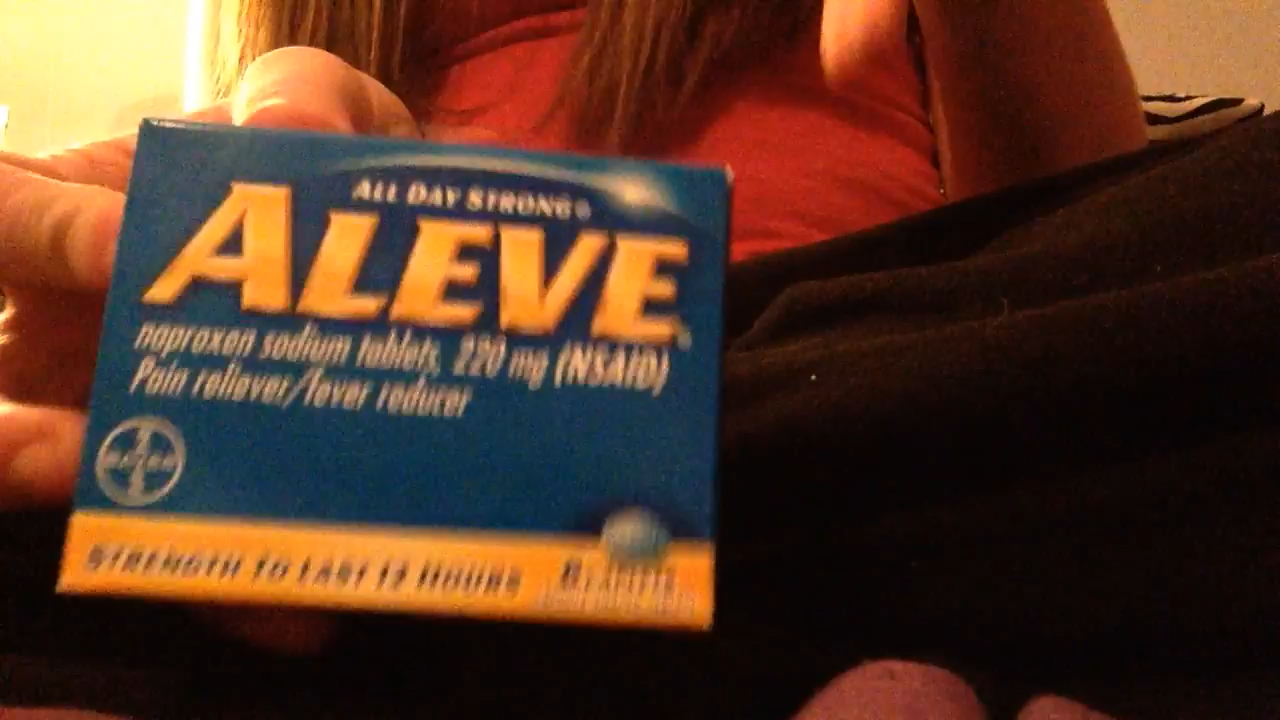 ALL DAY STRONG®
ALEVE
naproxen sodium tablets, 220 mg (NSAID)
Pain reliever/fever reducer
BAYER
STRENGTH TO LAST 12 HOURS